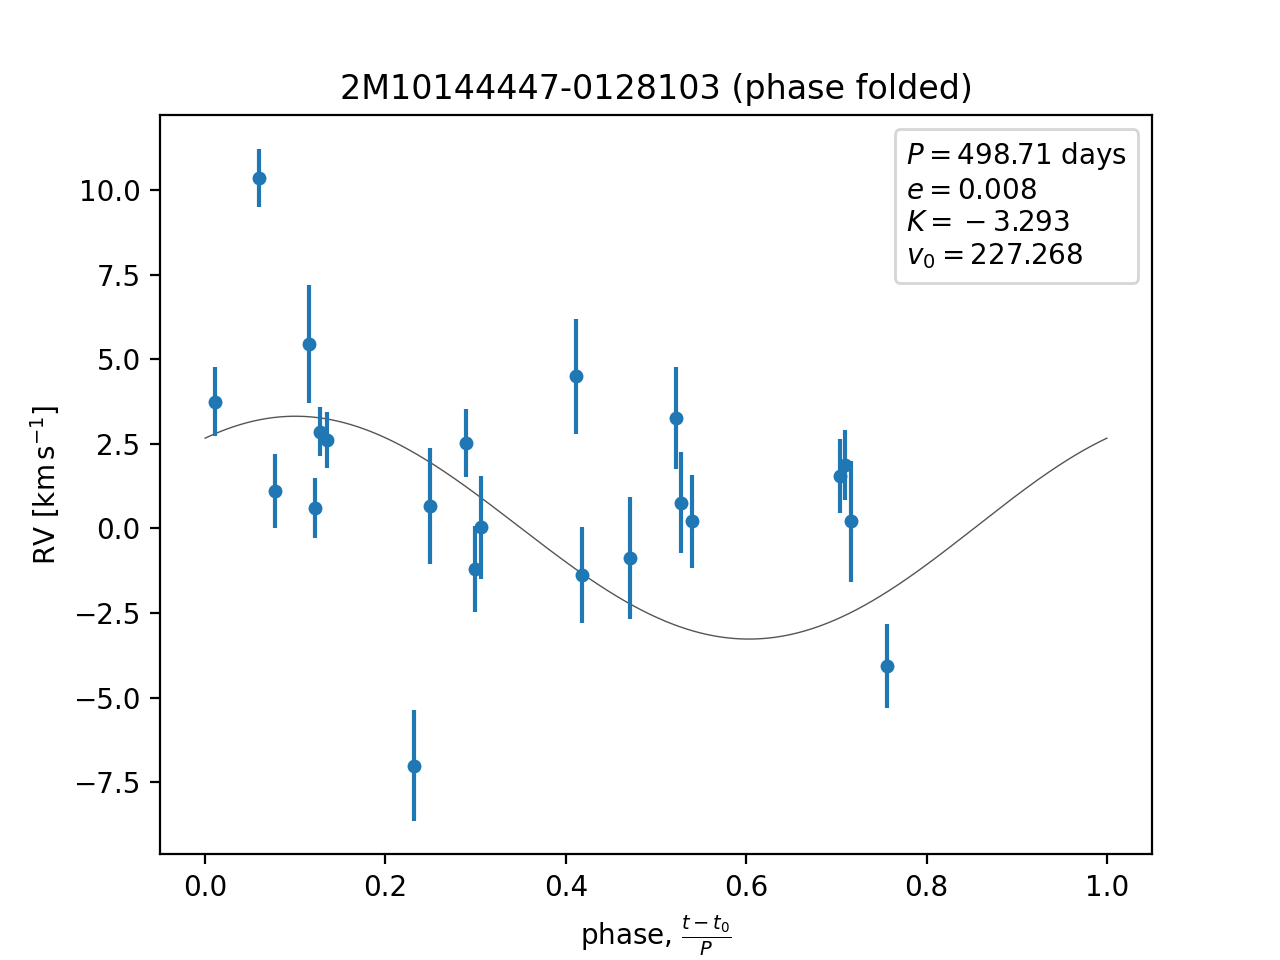 2M10144447-0128103 (phase folded)
P = 498.71 days
e = 0.008
K = −3.293
v₀ = 227.268
RV [km s⁻¹]
10.0
7.5
5.0
2.5
0.0
−2.5
−5.0
−7.5
0.0 0.2 0.4 0.6 0.8 1.0
phase, (t − t₀)/P